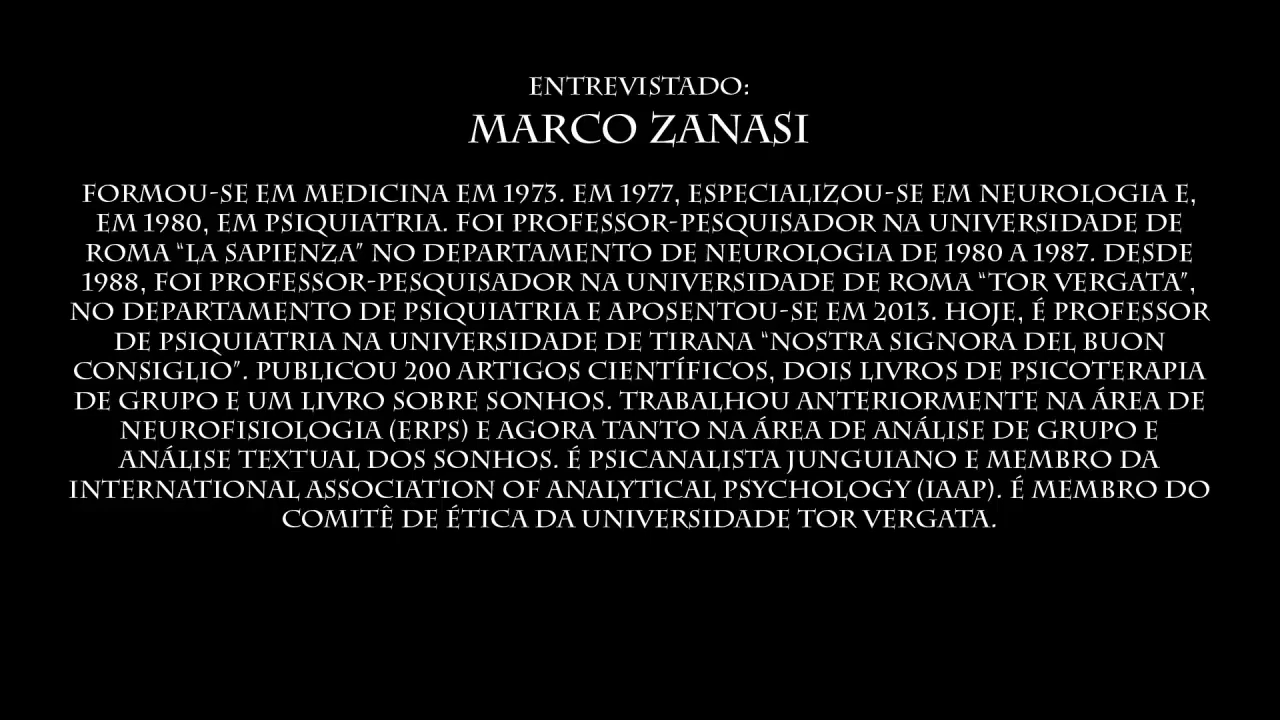 ENTREVISTADO:
MARCO ZANASI
FORMOU-SE EM MEDICINA EM 1973. EM 1977, ESPECIALIZOU-SE EM NEUROLOGIA E,
EM 1980, EM PSIQUIATRIA. FOI PROFESSOR-PESQUISADOR NA UNIVERSIDADE DE
ROMA “LA SAPIENZA” NO DEPARTAMENTO DE NEUROLOGIA DE 1980 A 1987. DESDE
1988, FOI PROFESSOR-PESQUISADOR NA UNIVERSIDADE DE ROMA “TOR VERGATA”,
NO DEPARTAMENTO DE PSIQUIATRIA E APOSENTOU-SE EM 2013. HOJE, É PROFESSOR
DE PSIQUIATRIA NA UNIVERSIDADE DE TIRANA “NOSTRA SIGNORA DEL BUON
CONSIGLIO”. PUBLICOU 200 ARTIGOS CIENTÍFICOS, DOIS LIVROS DE PSICOTERAPIA
DE GRUPO E UM LIVRO SOBRE SONHOS. TRABALHOU ANTERIORMENTE NA ÁREA DE
NEUROFISIOLOGIA (ERPS) E AGORA TANTO NA ÁREA DE ANÁLISE DE GRUPO E
ANÁLISE TEXTUAL DOS SONHOS. É PSICANALISTA JUNGUIANO E MEMBRO DA
INTERNATIONAL ASSOCIATION OF ANALYTICAL PSYCHOLOGY (IAAP). É MEMBRO DO
COMITÊ DE ÉTICA DA UNIVERSIDADE TOR VERGATA.